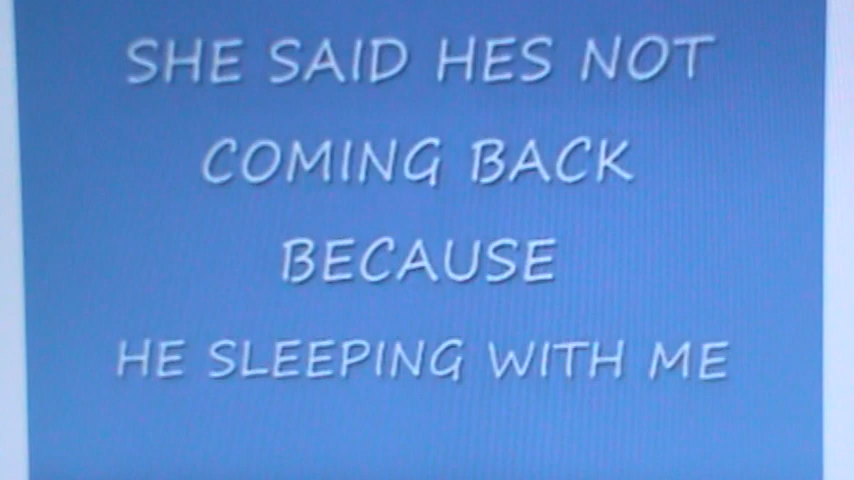 SHE SAID HES NOT
COMING BACK
BECAUSE
HE SLEEPING WITH ME